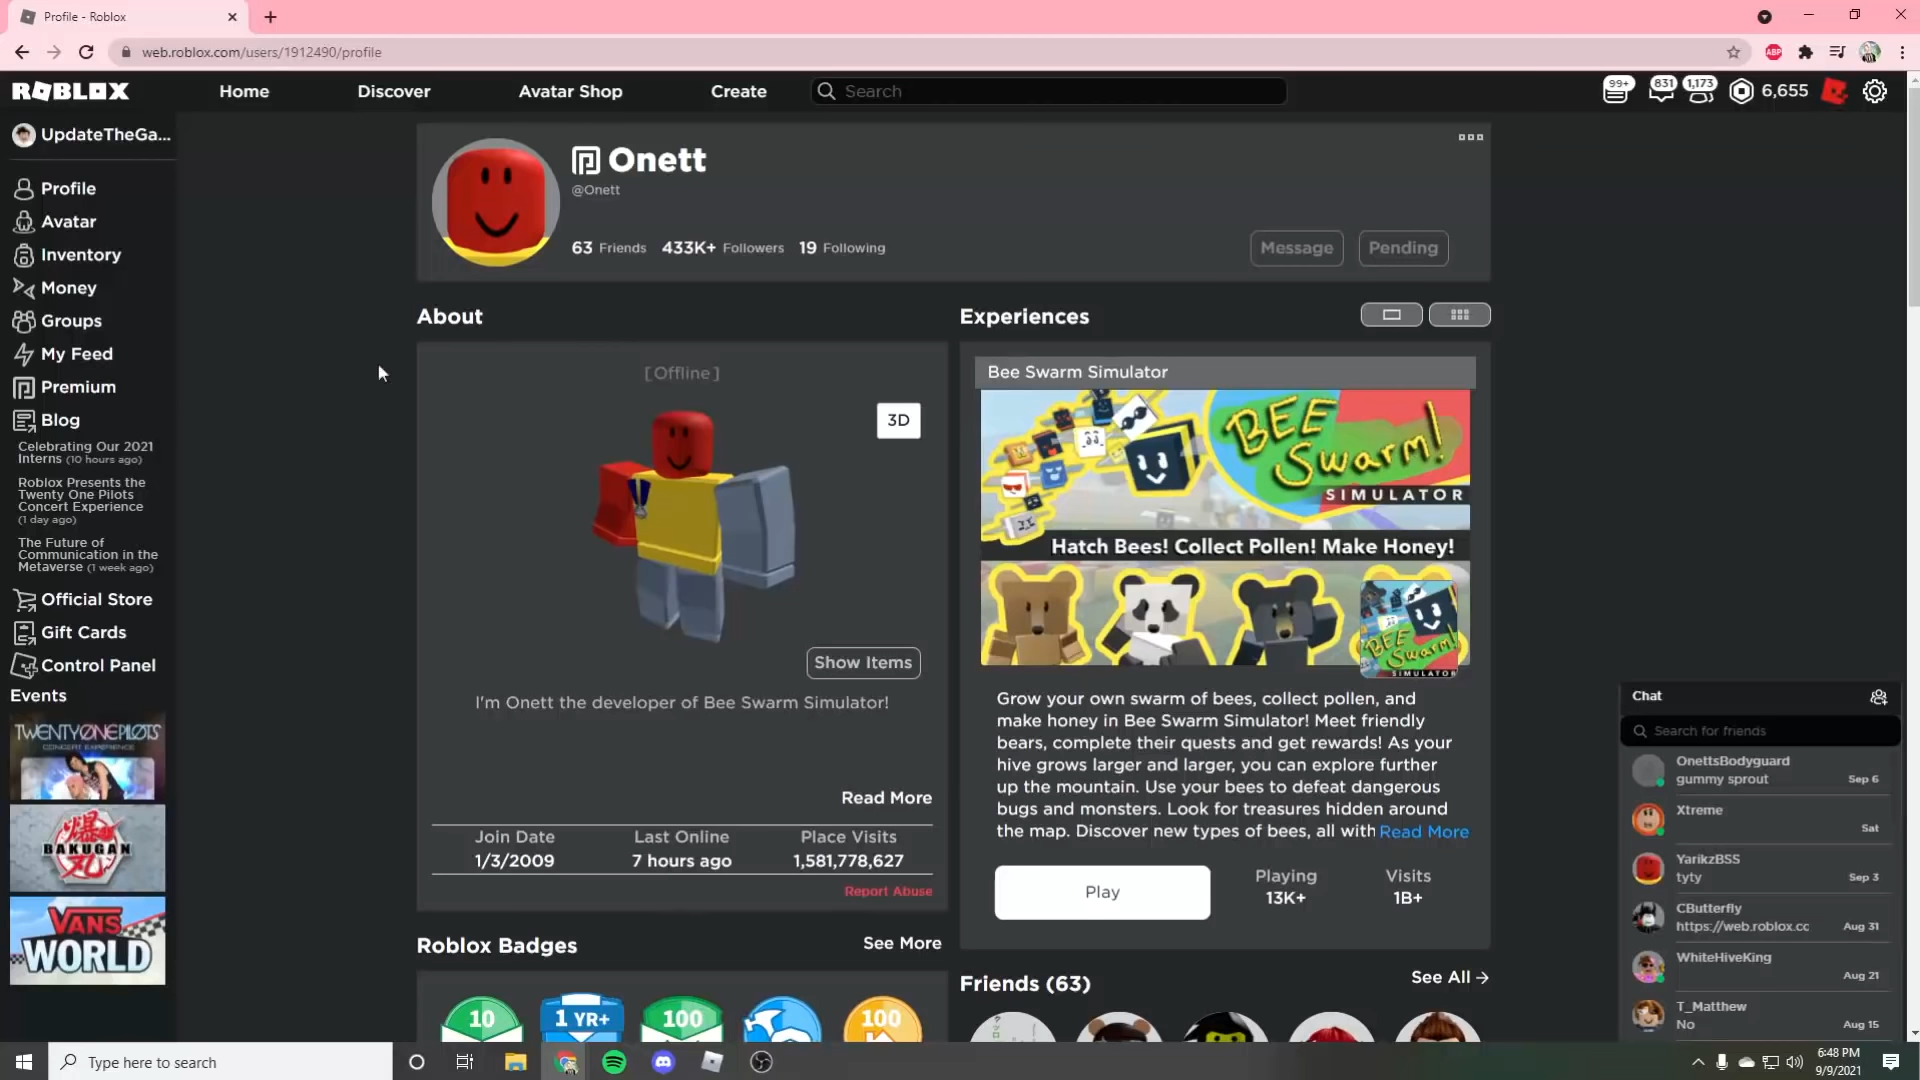 Profile - Roblox
web.roblox.com/users/1912490/profile
ABP
ROBLOX
Home
Discover
Avatar Shop
Create
Search
99+
831
1,173
6,655
UpdateTheGa...
Profile
Avatar
Inventory
Money
Groups
My Feed
Premium
Blog
Celebrating Our 2021
Interns (10 hours ago)
Roblox Presents the
Twenty One Pilots
Concert Experience
(1 day ago)
The Future of
Communication in the
Metaverse (1 week ago)
Official Store
Gift Cards
Control Panel
Events
TWENTY ONE PILOTS
CONCERT EXPERIENCE
BAKUGAN
VANS
WORLD
Onett
@Onett
63 Friends
433K+ Followers
19 Following
Message
Pending
About
[Offline]
3D
Show Items
I'm Onett the developer of Bee Swarm Simulator!
Read More
Join Date
Last Online
Place Visits
1/3/2009
7 hours ago
1,581,778,627
Report Abuse
Roblox Badges
See More
10
1 YR+
100
100
Experiences
Bee Swarm Simulator
BEE
Swarm!
SIMULATOR
Hatch Bees! Collect Pollen! Make Honey!
BEE
Swarm!
SIMULATOR
Grow your own swarm of bees, collect pollen, and
make honey in Bee Swarm Simulator! Meet friendly
bears, complete their quests and get rewards! As your
hive grows larger and larger, you can explore further
up the mountain. Use your bees to defeat dangerous
bugs and monsters. Look for treasures hidden around
the map. Discover new types of bees, all with Read More
Play
Playing
13K+
Visits
1B+
Friends (63)
See All
Chat
Search for friends
OnettsBodyguard
gummy sprout
Sep 6
Xtreme
Sat
YarikzBSS
tyty
Sep 3
CButterfly
https://web.roblox.cc
Aug 31
WhiteHiveKing
Aug 21
T_Matthew
No
Aug 15
Type here to search
6:48 PM
9/9/2021